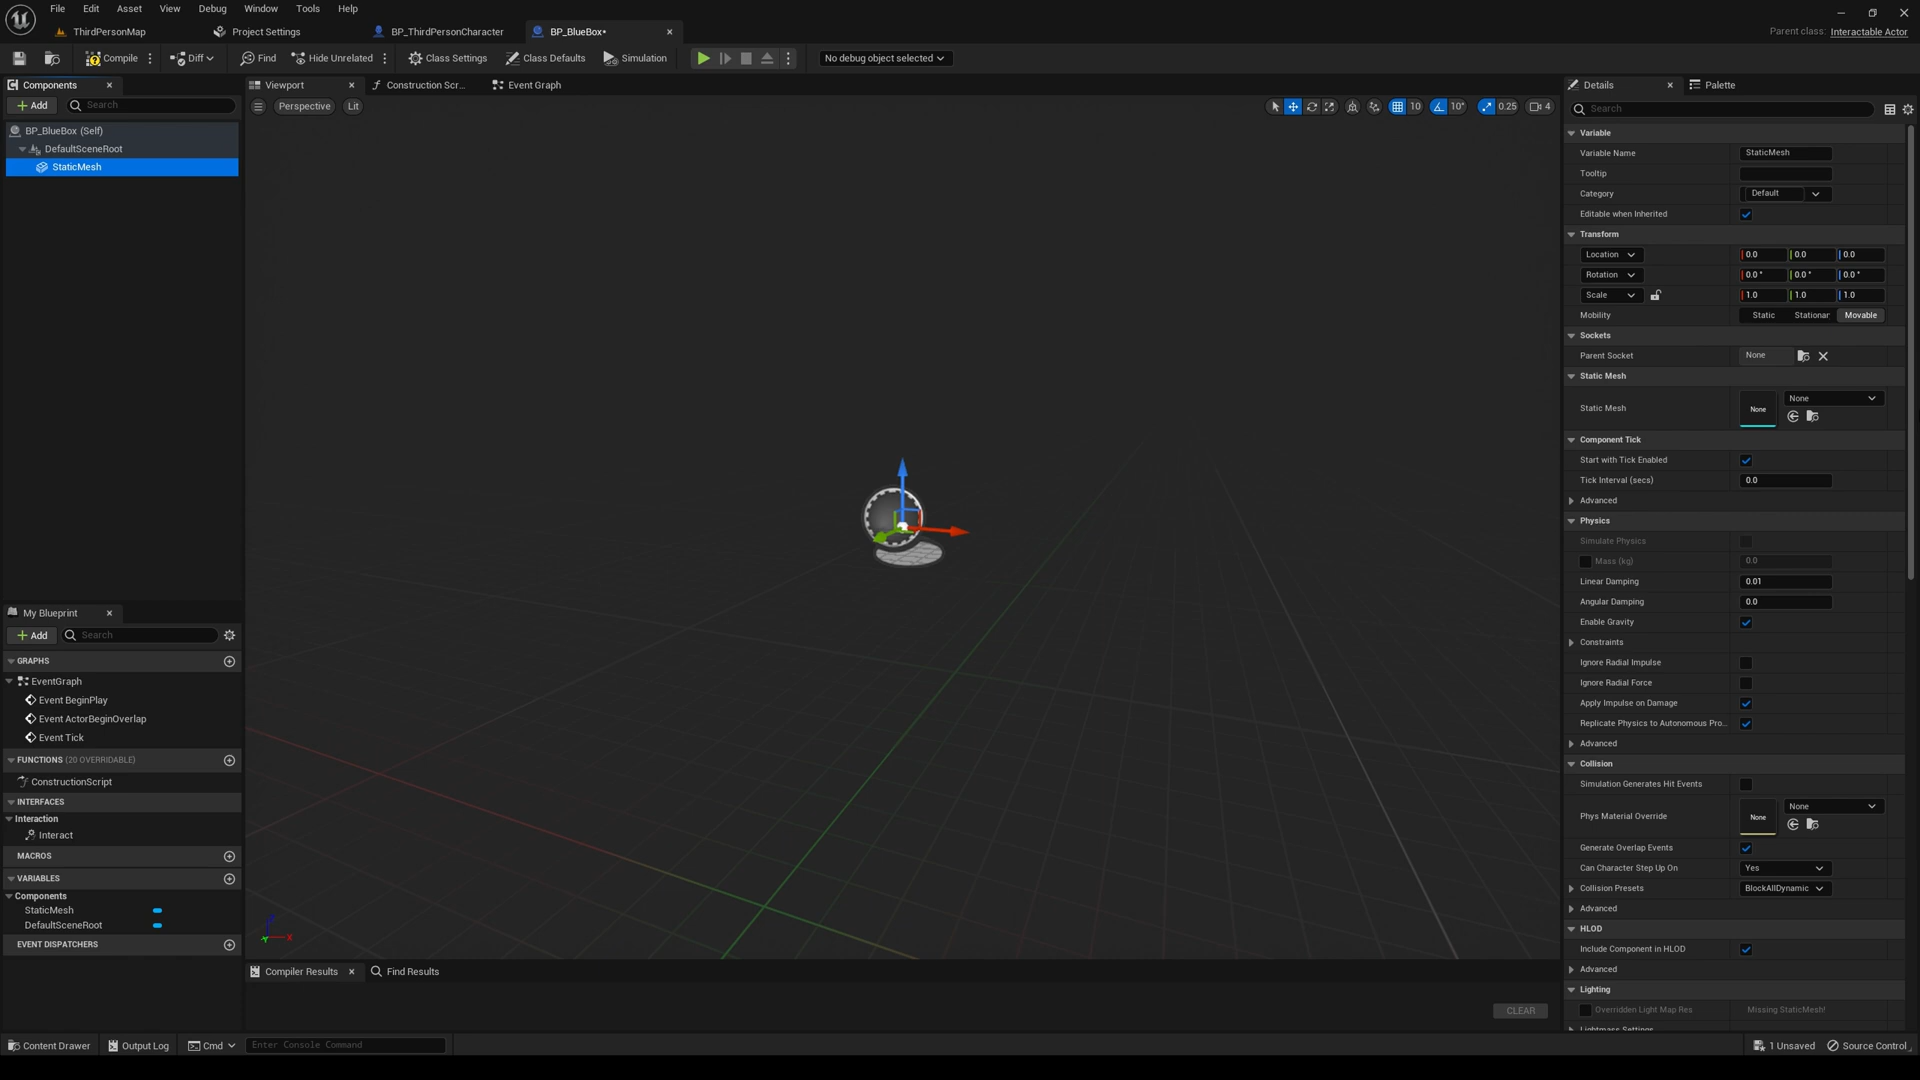 File Edit Asset View Debug Window Tools Help
ThirdPersonMap Project Settings BP_ThirdPersonCharacter BP_BlueBox•
Parent class: Interactable Actor
Compile Diff Find Hide Unrelated Class Settings Class Defaults Simulation No debug object selected
Components
Add Search
BP_BlueBox (Self)
DefaultSceneRoot
StaticMesh
Viewport Construction Scr... Event Graph
Perspective Lit
10 10° 0.25 4
My Blueprint
Add Search
GRAPHS
EventGraph
Event BeginPlay
Event ActorBeginOverlap
Event Tick
FUNCTIONS (20 OVERRIDABLE)
ConstructionScript
INTERFACES
Interaction
Interact
MACROS
VARIABLES
Components
StaticMesh
DefaultSceneRoot
EVENT DISPATCHERS
X
Compiler Results Find Results
CLEAR
Details Palette
Search
Variable
Variable Name StaticMesh
Tooltip
Category Default
Editable when Inherited
Transform
Location 0.0 0.0 0.0
Rotation 0.0 ° 0.0 ° 0.0 °
Scale 1.0 1.0 1.0
Mobility Static Stationar Movable
Sockets
Parent Socket None
Static Mesh
Static Mesh None None
Component Tick
Start with Tick Enabled
Tick Interval (secs) 0.0
Advanced
Physics
Simulate Physics
Mass (kg) 0.0
Linear Damping 0.01
Angular Damping 0.0
Enable Gravity
Constraints
Ignore Radial Impulse
Ignore Radial Force
Apply Impulse on Damage
Replicate Physics to Autonomous Pro...
Advanced
Collision
Simulation Generates Hit Events
Phys Material Override None None
Generate Overlap Events
Can Character Step Up On Yes
Collision Presets BlockAllDynamic
Advanced
HLOD
Include Component in HLOD
Advanced
Lighting
Overridden Light Map Res Missing StaticMesh!
Lightmass Settings
Content Drawer Output Log Cmd Enter Console Command 1 Unsaved Source Control